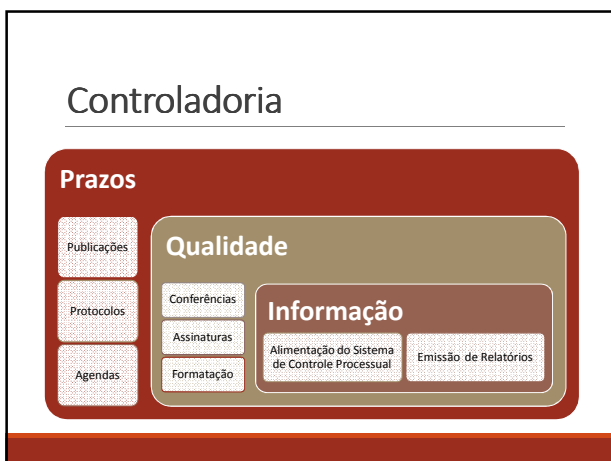 Controladoria
Prazos
Publicações
Protocolos
Agendas
Qualidade
Conferências
Assinaturas
Formatação
Informação
Alimentação do Sistema
de Controle Processual
Emissão de Relatórios